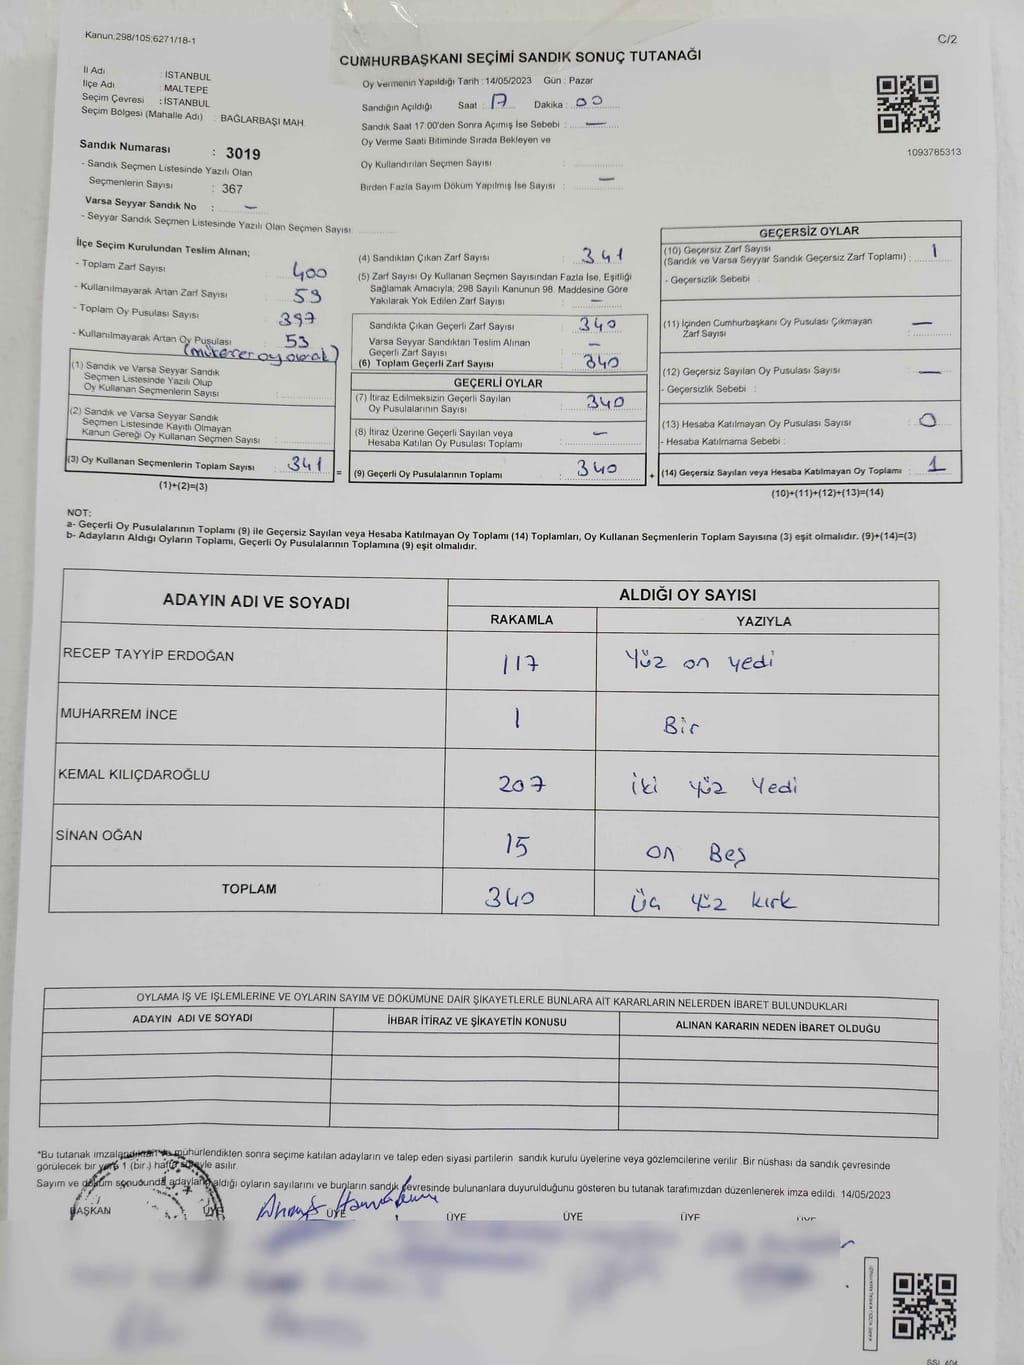 Kanun;298/105;6271/18-1
C/2
CUMHURBAŞKANI SEÇİMİ SANDIK SONUÇ TUTANAĞI
İl Adı : İSTANBUL
İlçe Adı : MALTEPE
Seçim Çevresi : İSTANBUL
Seçim Bölgesi (Mahalle Adı) : BAĞLARBAŞI MAH.
Oy Vermenin Yapıldığı Tarih : 14/05/2023 Gün : Pazar
Sandığın Açıldığı Saat : 17 Dakika : 00
Sandık Saat 17:00'den Sonra Açımış İse Sebebi : —
Oy Verme Saati Bitiminde Sırada Bekleyen ve
Oy Kullandırılan Seçmen Sayısı :
Birden Fazla Sayım Döküm Yapılmış İse Sayısı : —
1093785313
Sandık Numarası : 3019
- Sandık Seçmen Listesinde Yazılı Olan
Seçmenlerin Sayısı : 367
Varsa Seyyar Sandık No : —
- Seyyar Sandık Seçmen Listesinde Yazılı Olan Seçmen Sayısı:
İlçe Seçim Kurulundan Teslim Alınan;
- Toplam Zarf Sayısı : 400
- Kullanılmayarak Artan Zarf Sayısı : 59
- Toplam Oy Pusulası Sayısı : 397
- Kullanılmayarak Artan Oy Pusulası : 53
(1) Sandık ve Varsa Seyyar Sandık
Seçmen Listesinde Yazılı Olup
Oy Kullanan Seçmenlerin Sayısı :
(2) Sandık ve Varsa Seyyar Sandık
Seçmen Listesinde Kayıtlı Olmayan
Kanun Gereği Oy Kullanan Seçmen Sayısı :
(3) Oy Kullanan Seçmenlerin Toplam Sayısı : 341 =
(1)+(2)=(3)
(4) Sandıktan Çıkan Zarf Sayısı : 341
(5) Zarf Sayısı Oy Kullanan Seçmen Sayısından Fazla İse, Eşitliği
Sağlamak Amacıyla; 298 Sayılı Kanunun 98. Maddesine Göre
Yakılarak Yok Edilen Zarf Sayısı : —
Sandıkta Çıkan Geçerli Zarf Sayısı : 340
Varsa Seyyar Sandıktan Teslim Alınan
Geçerli Zarf Sayısı : —
(6) Toplam Geçerli Zarf Sayısı : 340
GEÇERLİ OYLAR
(7) İtiraz Edilmeksizin Geçerli Sayılan
Oy Pusulalarının Sayısı : 340
(8) İtiraz Üzerine Geçerli Sayılan veya
Hesaba Katılan Oy Pusulası Toplamı : —
(9) Geçerli Oy Pusulalarının Toplamı : 340 +
GEÇERSİZ OYLAR
(10) Geçersiz Zarf Sayısı
(Sandık ve Varsa Seyyar Sandık Geçersiz Zarf Toplamı) : 1
- Geçersizlik Sebebi :
(11) İçinden Cumhurbaşkanı Oy Pusulası Çıkmayan
Zarf Sayısı : —
(12) Geçersiz Sayılan Oy Pusulası Sayısı : —
- Geçersizlik Sebebi :
(13) Hesaba Katılmayan Oy Pusulası Sayısı : 0
- Hesaba Katılmama Sebebi :
(14) Geçersiz Sayılan veya Hesaba Katılmayan Oy Toplamı : 1
(10)+(11)+(12)+(13)=(14)
NOT:
a- Geçerli Oy Pusulalarının Toplamı (9) ile Geçersiz Sayılan veya Hesaba Katılmayan Oy Toplamı (14) Toplamları, Oy Kullanan Seçmenlerin Toplam Sayısına (3) eşit olmalıdır. (9)+(14)=(3)
b- Adayların Aldığı Oyların Toplamı, Geçerli Oy Pusulalarının Toplamına (9) eşit olmalıdır.
ADAYIN ADI VE SOYADI
ALDIĞI OY SAYISI
RAKAMLA YAZIYLA
RECEP TAYYİP ERDOĞAN 117 Yüz on yedi
MUHARREM İNCE 1 Bir
KEMAL KILIÇDAROĞLU 207 iki yüz Yedi
SİNAN OĞAN 15 on Beş
TOPLAM 340 Üç yüz kırk
OYLAMA İŞ VE İŞLEMLERİNE VE OYLARIN SAYIM VE DÖKÜMÜNE DAİR ŞİKAYETLERLE BUNLARA AİT KARARLARIN NELERDEN İBARET BULUNDUKLARI
ADAYIN ADI VE SOYADI İHBAR İTİRAZ VE ŞİKAYETİN KONUSU ALINAN KARARIN NEDEN İBARET OLDUĞU
*Bu tutanak imzalandıktan ve mühürlendikten sonra seçime katılan adayların ve talep eden siyasi partilerin sandık kurulu üyelerine veya gözlemcilerine verilir. Bir nüshası da sandık çevresinde
görülecek bir yere 1 (bir.) hafta süreyle asılır.
Sayım ve döküm sonucunda adayların aldığı oyların sayılarını ve bunların sandık çevresinde bulunanlara duyurulduğunu gösteren bu tutanak tarafımızdan düzenlenerek imza edildi. 14/05/2023
BAŞKAN ÜYE ÜYE ÜYE ÜYE ÜYE